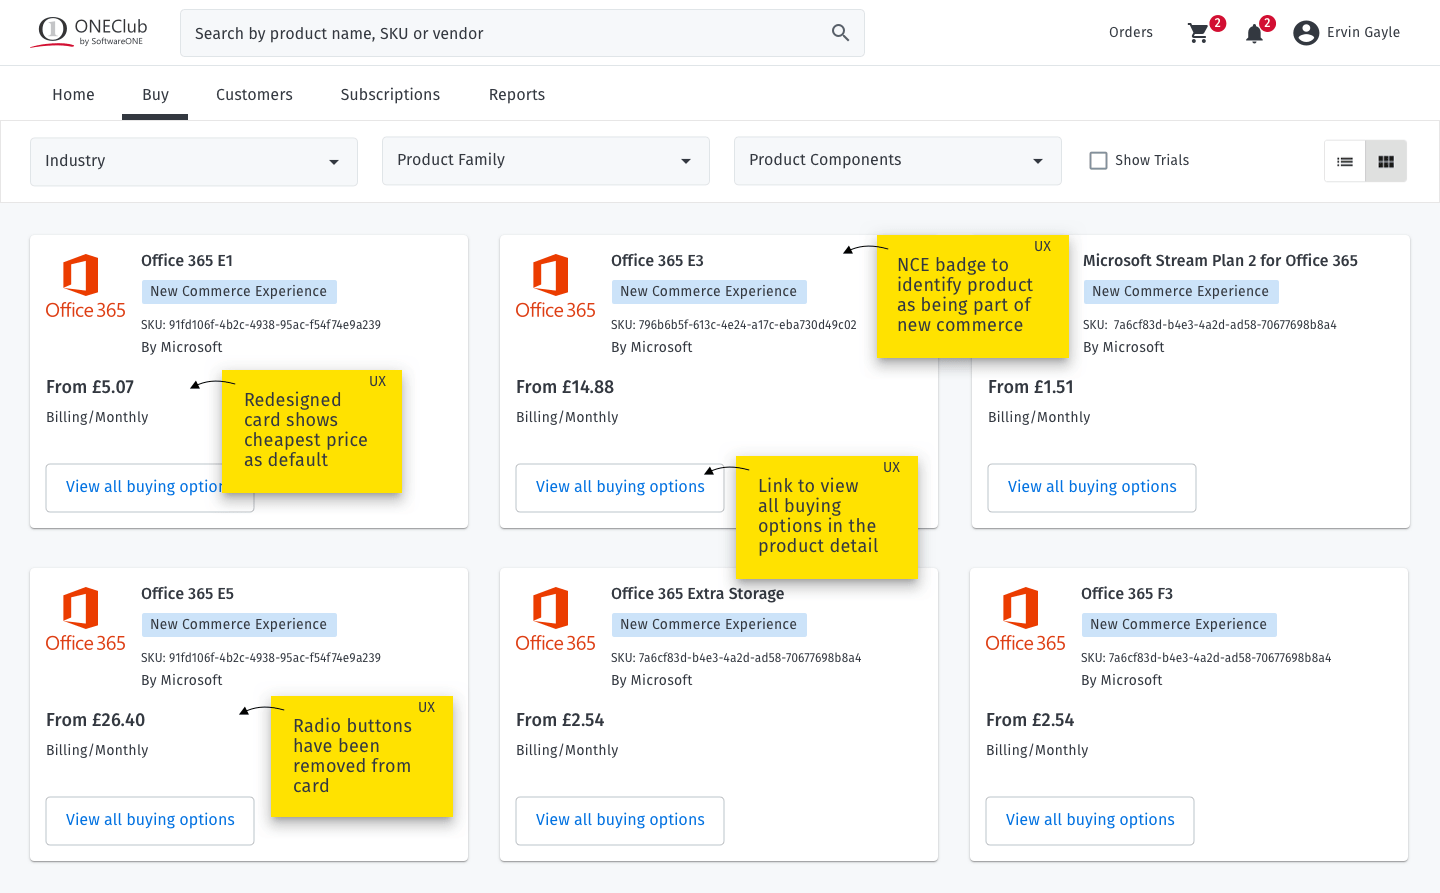 ONEClub
by SoftwareONE
Search by product name, SKU or vendor
Orders
2
2
Ervin Gayle
Home
Buy
Customers
Subscriptions
Reports
Industry
Product Family
Product Components
Show Trials
Office 365
Office 365 E1
New Commerce Experience
SKU: 91fd106f-4b2c-4938-95ac-f54f74e9a239
By Microsoft
From £5.07
Billing/Monthly
View all buying option
UX
Redesigned
card shows
cheapest price
as default
Office 365
Office 365 E3
New Commerce Experience
SKU: 796b6b5f-613c-4e24-a17c-eba730d49c02
By Microsoft
From £14.88
Billing/Monthly
View all buying options
UX
NCE badge to
identify product
as being part of
new commerce
UX
Link to view
all buying
options in the
product detail
Microsoft Stream Plan 2 for Office 365
New Commerce Experience
SKU: 7a6cf83d-b4e3-4a2d-ad58-70677698b8a4
By Microsoft
From £1.51
Billing/Monthly
View all buying options
Office 365
Office 365 E5
New Commerce Experience
SKU: 91fd106f-4b2c-4938-95ac-f54f74e9a239
By Microsoft
From £26.40
Billing/Monthly
View all buying options
UX
Radio buttons
have been
removed from
card
Office 365
Office 365 Extra Storage
New Commerce Experience
SKU: 7a6cf83d-b4e3-4a2d-ad58-70677698b8a4
By Microsoft
From £2.54
Billing/Monthly
View all buying options
Office 365
Office 365 F3
New Commerce Experience
SKU: 7a6cf83d-b4e3-4a2d-ad58-70677698b8a4
By Microsoft
From £2.54
Billing/Monthly
View all buying options